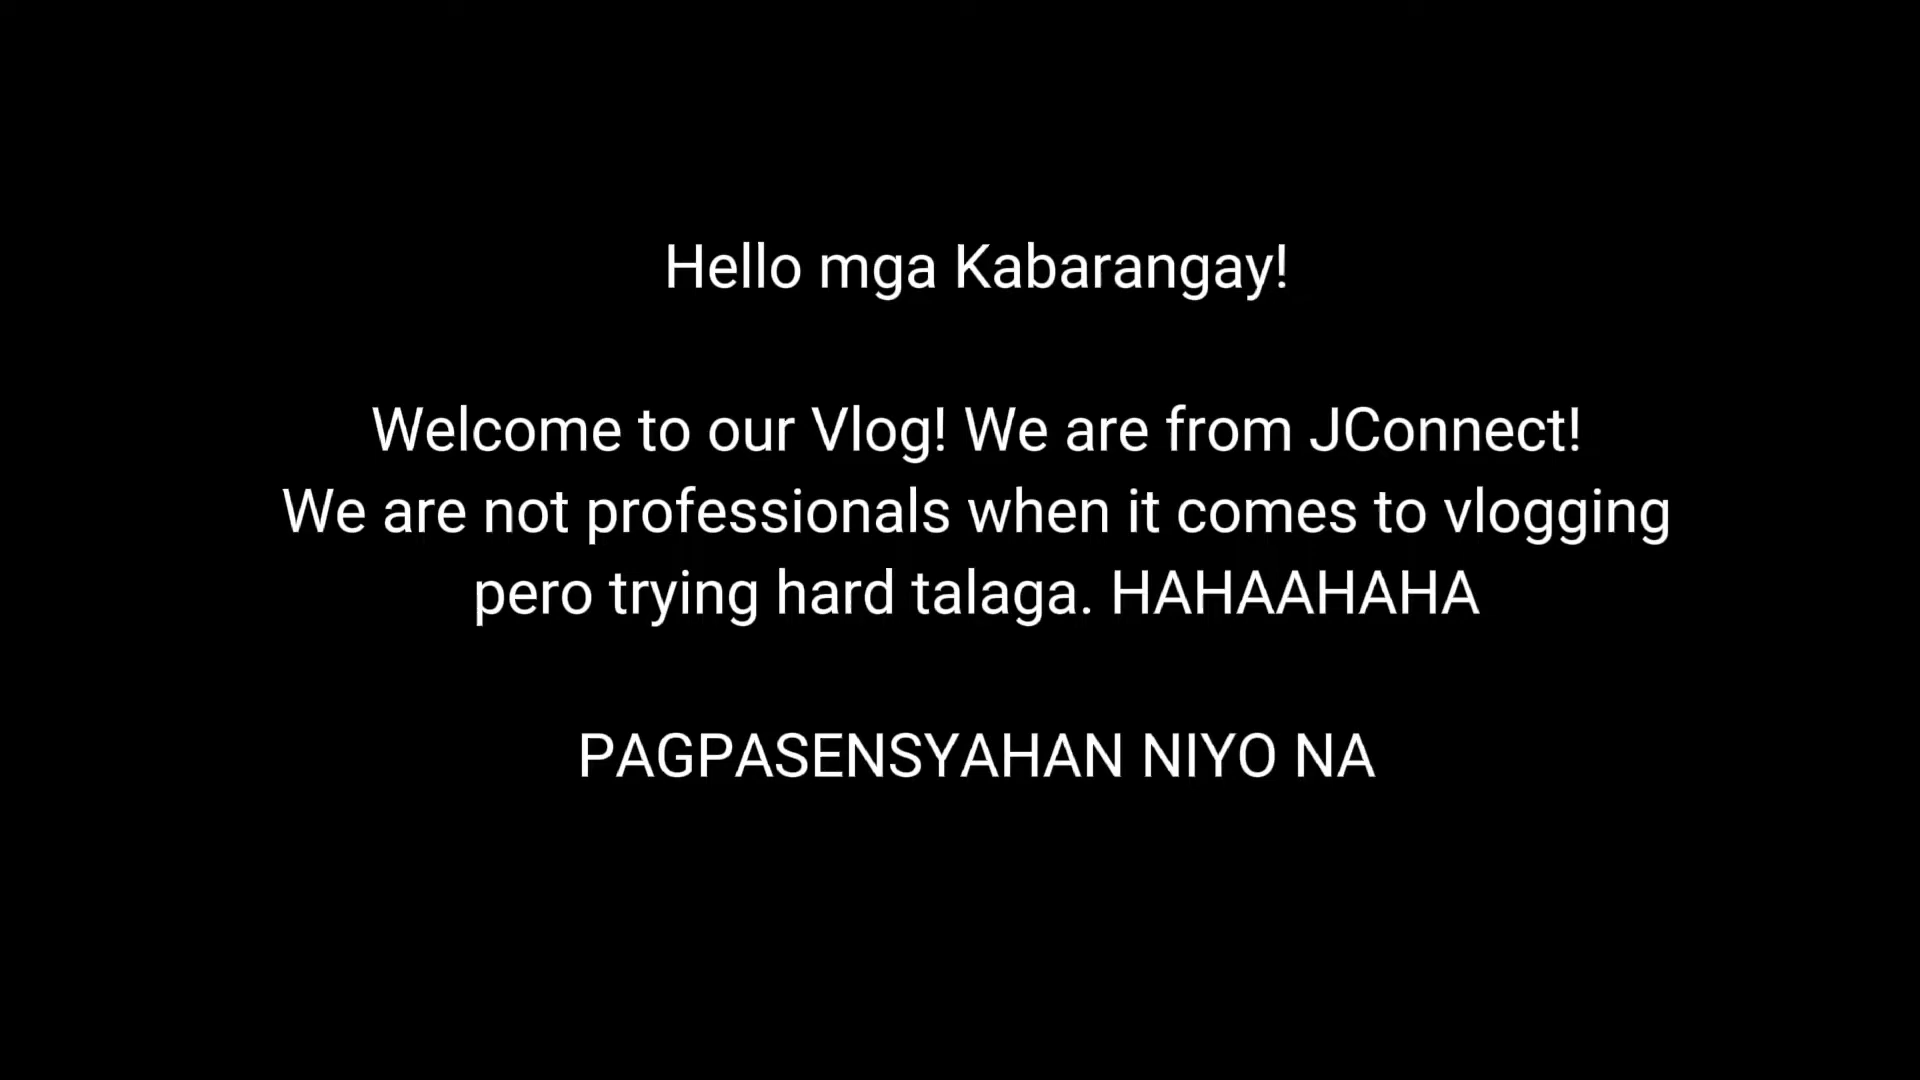 Hello mga Kabarangay!
Welcome to our Vlog! We are from JConnect!
We are not professionals when it comes to vlogging
pero trying hard talaga. HAHAAHAHA
PAGPASENSYAHAN NIYO NA